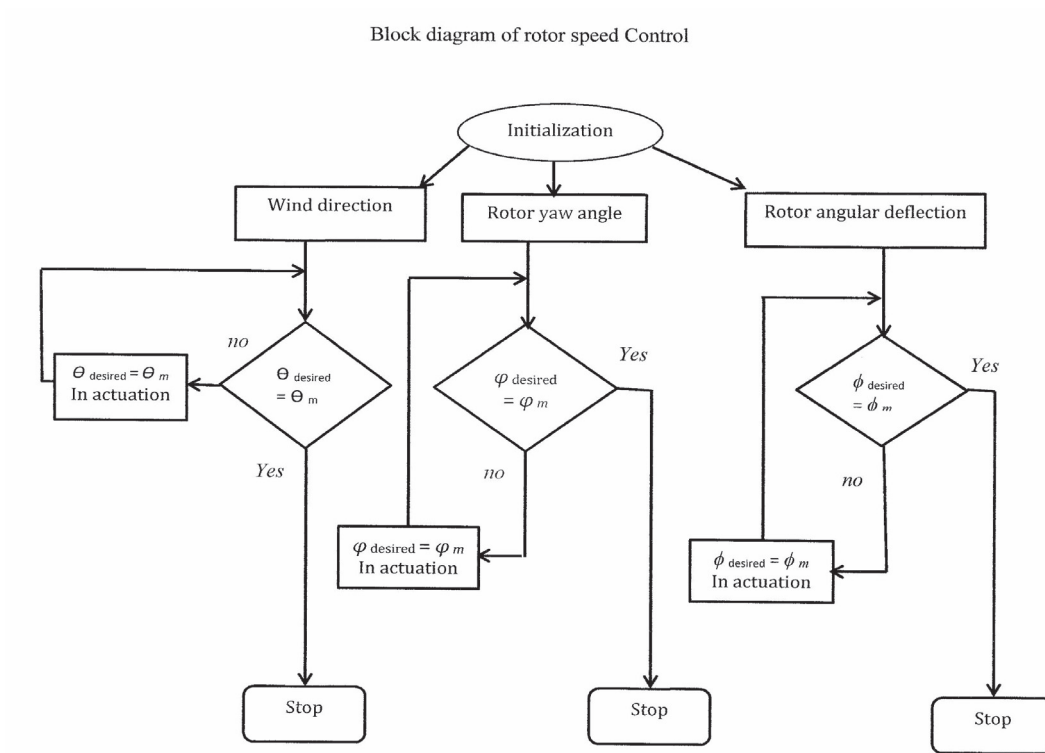 Block diagram of rotor speed Control
Initialization
Wind direction
Rotor yaw angle
Rotor angular deflection
no
Yes
Yes
ϴ desired = ϴ m
In actuation
ϴ desired
= ϴ m
φ desired
= φ m
ϕ desired
= ϕ m
Yes
no
no
φ desired = φ m
In actuation
ϕ desired = ϕ m
In actuation
Stop
Stop
Stop